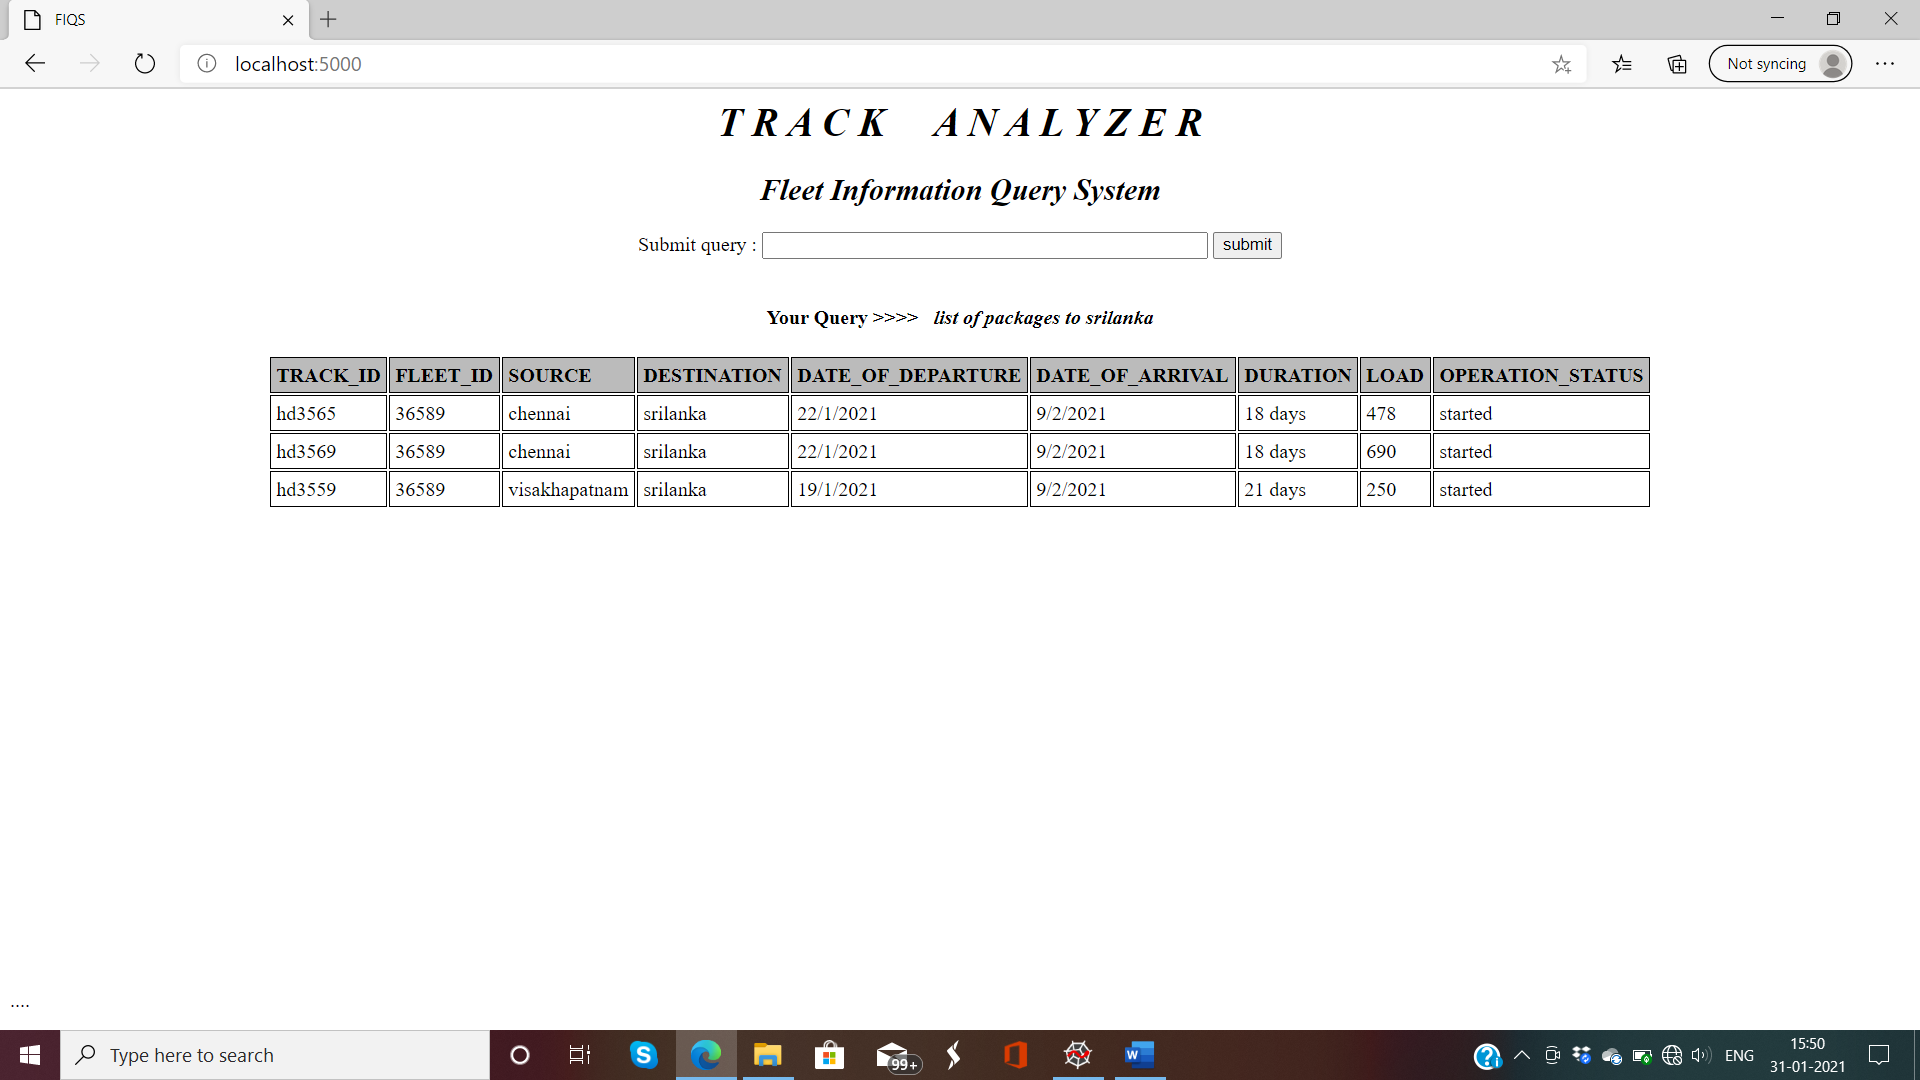 FIQS
localhost:5000
Not syncing
TRACK ANALYZER
Fleet Information Query System
Submit query : submit
Your Query >>>> list of packages to srilanka
TRACK_ID FLEET_ID SOURCE DESTINATION DATE_OF_DEPARTURE DATE_OF_ARRIVAL DURATION LOAD OPERATION_STATUS
hd3565 36589 chennai srilanka 22/1/2021 9/2/2021 18 days 478 started
hd3569 36589 chennai srilanka 22/1/2021 9/2/2021 18 days 690 started
hd3559 36589 visakhapatnam srilanka 19/1/2021 9/2/2021 21 days 250 started
....
Type here to search
99+
ENG
15:50
31-01-2021